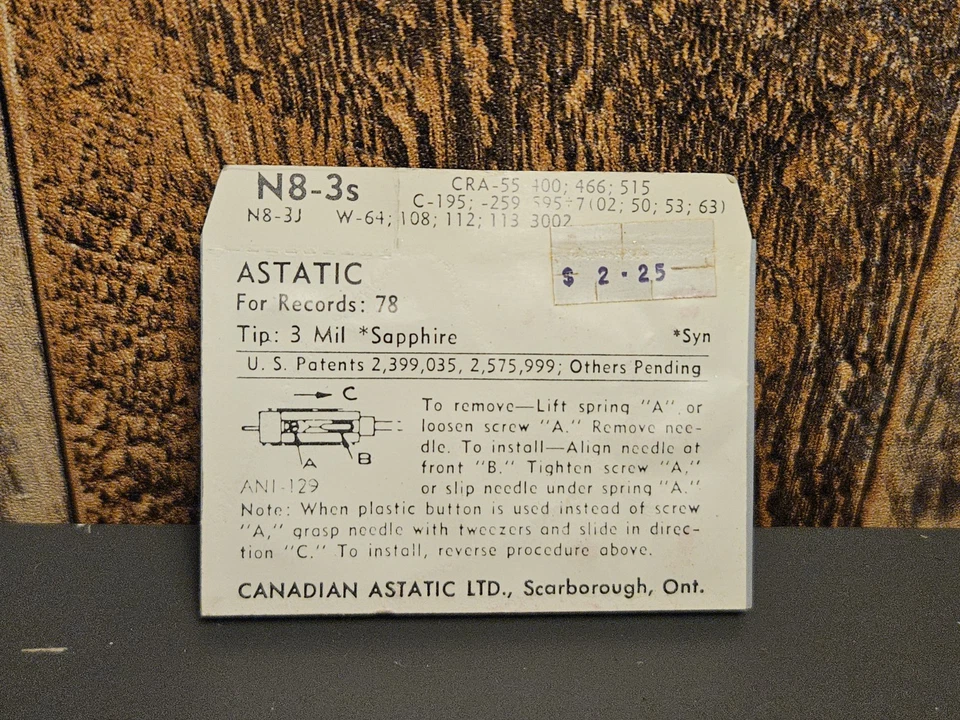 N8-3s CRA-55 400; 466; 515
C-195; -259 595-7(02; 50; 53; 63)
N8-3J W-64; 108; 112; 113 3002
$ 2.25
ASTATIC
For Records: 78
Tip: 3 Mil *Sapphire *Syn
U. S. Patents 2,399,035, 2,575,999; Others Pending
C
A B
AN1-129
To remove—Lift spring "A" or
loosen screw "A." Remove nee-
dle. To install—Align needle at
front "B." Tighten screw "A,"
or slip needle under spring "A."
Note: When plastic button is used instead of screw
"A," grasp needle with tweezers and slide in direc-
tion "C." To install, reverse procedure above.
CANADIAN ASTATIC LTD., Scarborough, Ont.